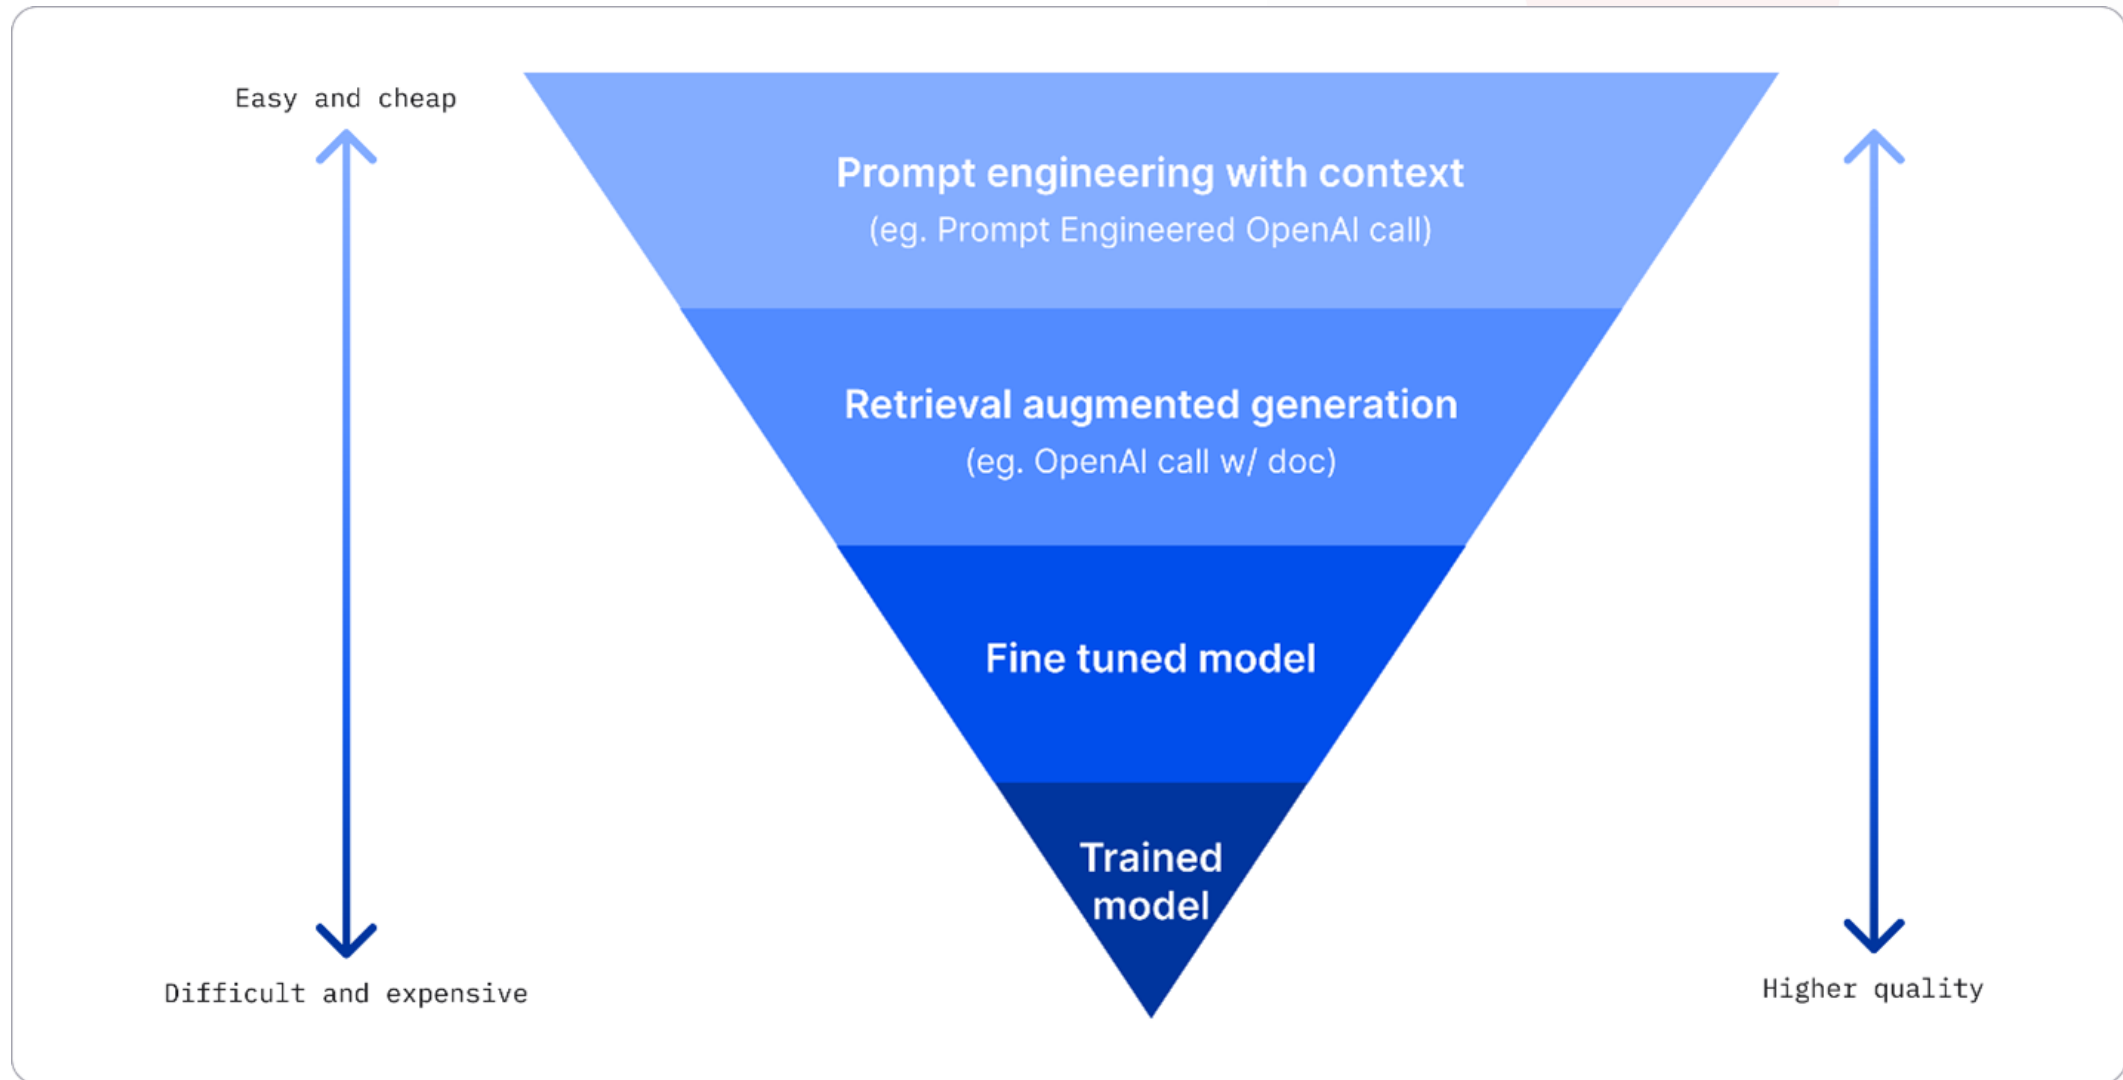 Easy and cheap
Prompt engineering with context
(eg. Prompt Engineered OpenAI call)
Retrieval augmented generation
(eg. OpenAI call w/ doc)
Fine tuned model
Trained
model
Difficult and expensive
Higher quality